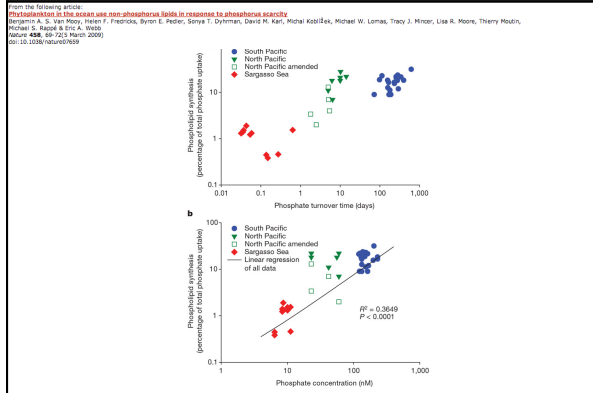 From the following article:
Phytoplankton in the ocean use non-phosphorus lipids in response to phosphorus scarcity
Benjamin A. S. Van Mooy, Helen F. Fredricks, Byron E. Pedler, Sonya T. Dyhrman, David M. Karl, Michal Koblížek, Michael W. Lomas, Tracy J. Mincer, Lisa R. Moore, Thierry Moutin,
Michael S. Rappé & Eric A. Webb
Nature 458, 69-72(5 March 2009)
doi:10.1038/nature07659
South Pacific
North Pacific
North Pacific amended
Sargasso Sea
Phospholipid synthesis
(percentage of total phosphate uptake)
10
1
0.1
0.01 0.1 1 10 100 1,000
Phosphate turnover time (days)
b
100
South Pacific
North Pacific
North Pacific amended
Sargasso Sea
Linear regression
of all data
Phospholipid synthesis
(percentage of total phosphate uptake)
10
1
0.1
R² = 0.3649
P < 0.0001
1 10 100 1,000
Phosphate concentration (nM)